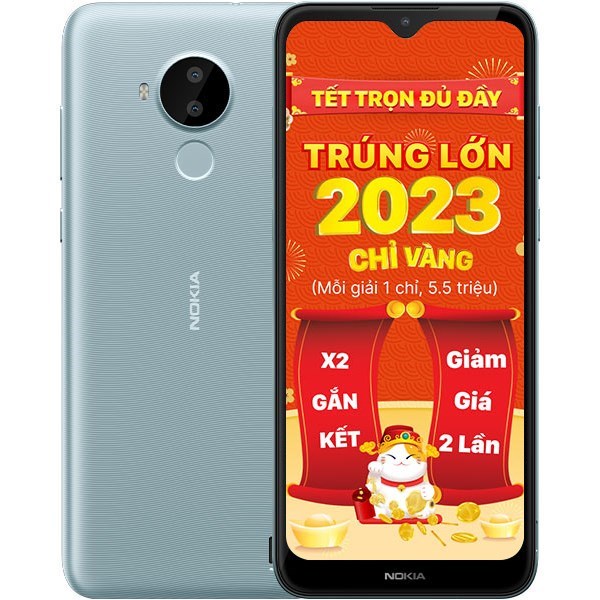 NOKIA
TẾT TRỌN ĐỦ ĐẦY
TRÚNG LỚN
2023
CHỈ VÀNG
(Mỗi giải 1 chỉ, 5.5 triệu)
X2
GẮN
KẾT
Giảm
Giá
2 Lần
NOKIA